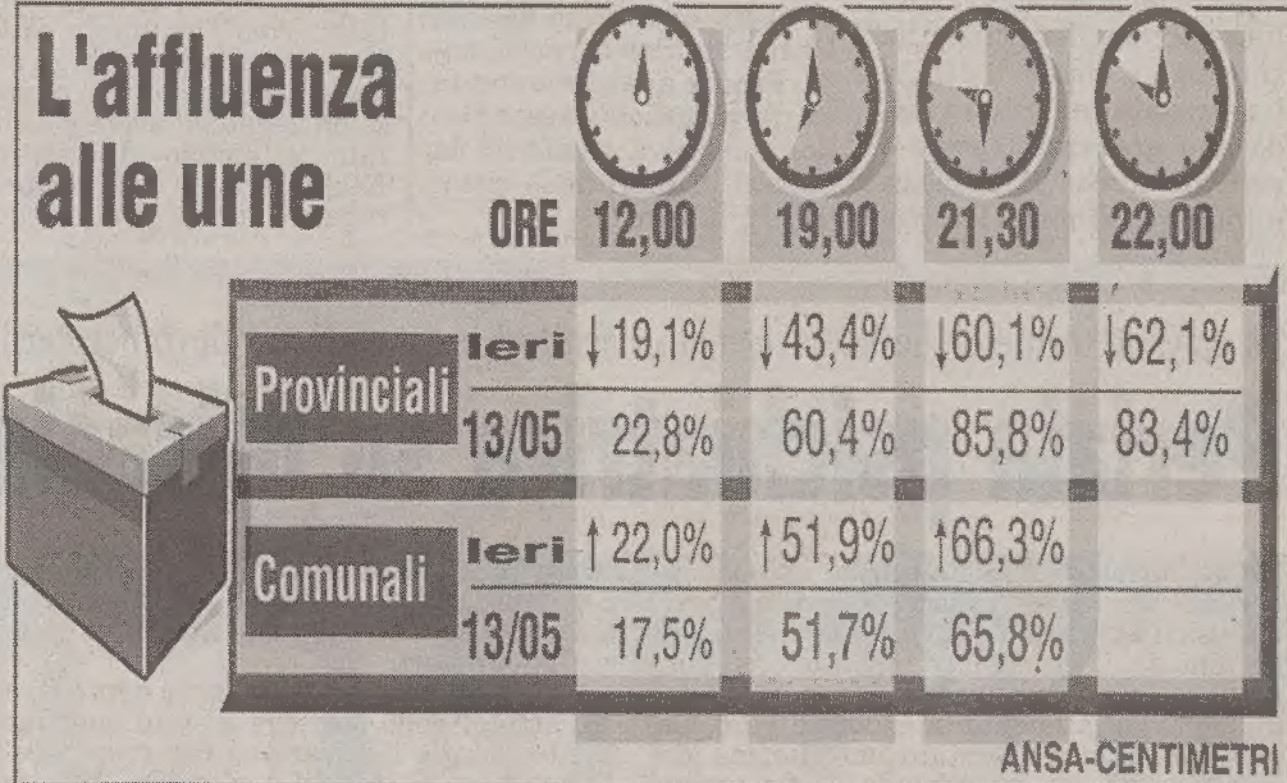 L'affluenza
alle urne
ORE 12,00 19,00 21,30 22,00
Provinciali
Ieri ↓19,1% ↓43,4% ↓60,1% ↓62,1%
13/05 22,8% 60,4% 85,8% 83,4%
Comunali
Ieri ↑22,0% ↑51,9% ↑66,3%
13/05 17,5% 51,7% 65,8%
ANSA-CENTIMETRI